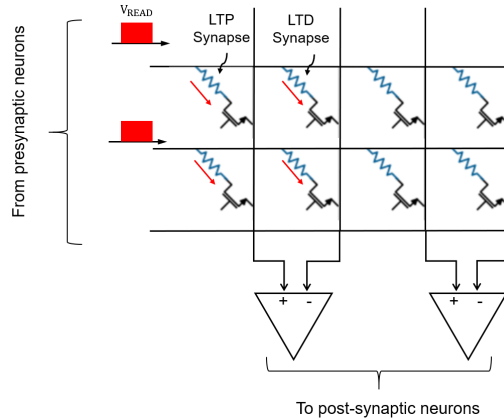 V_READ
LTP
Synapse
LTD
Synapse
From presynaptic neurons
+ -
+ -
To post-synaptic neurons